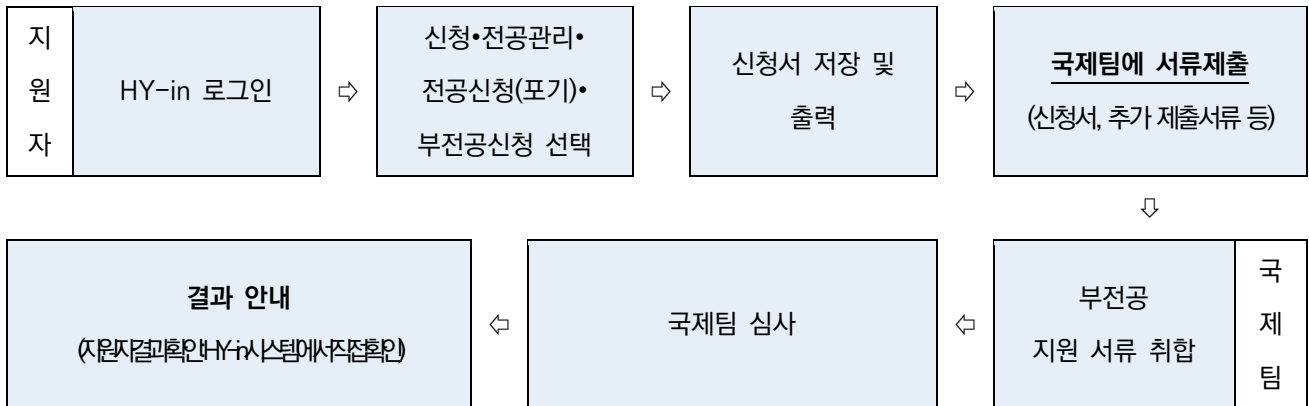 지
원
자
HY-in 로그인
⇨
신청•전공관리•
전공신청(포기)•
부전공신청 선택
⇨
신청서 저장 및
출력
⇨
국제팀에 서류제출
(신청서, 추가 제출서류 등)
⇩
결과 안내
(지원자결과확인HY-in시스템에서직접확인)
⇦
국제팀 심사
⇦
부전공
지원 서류 취합
국
제
팀